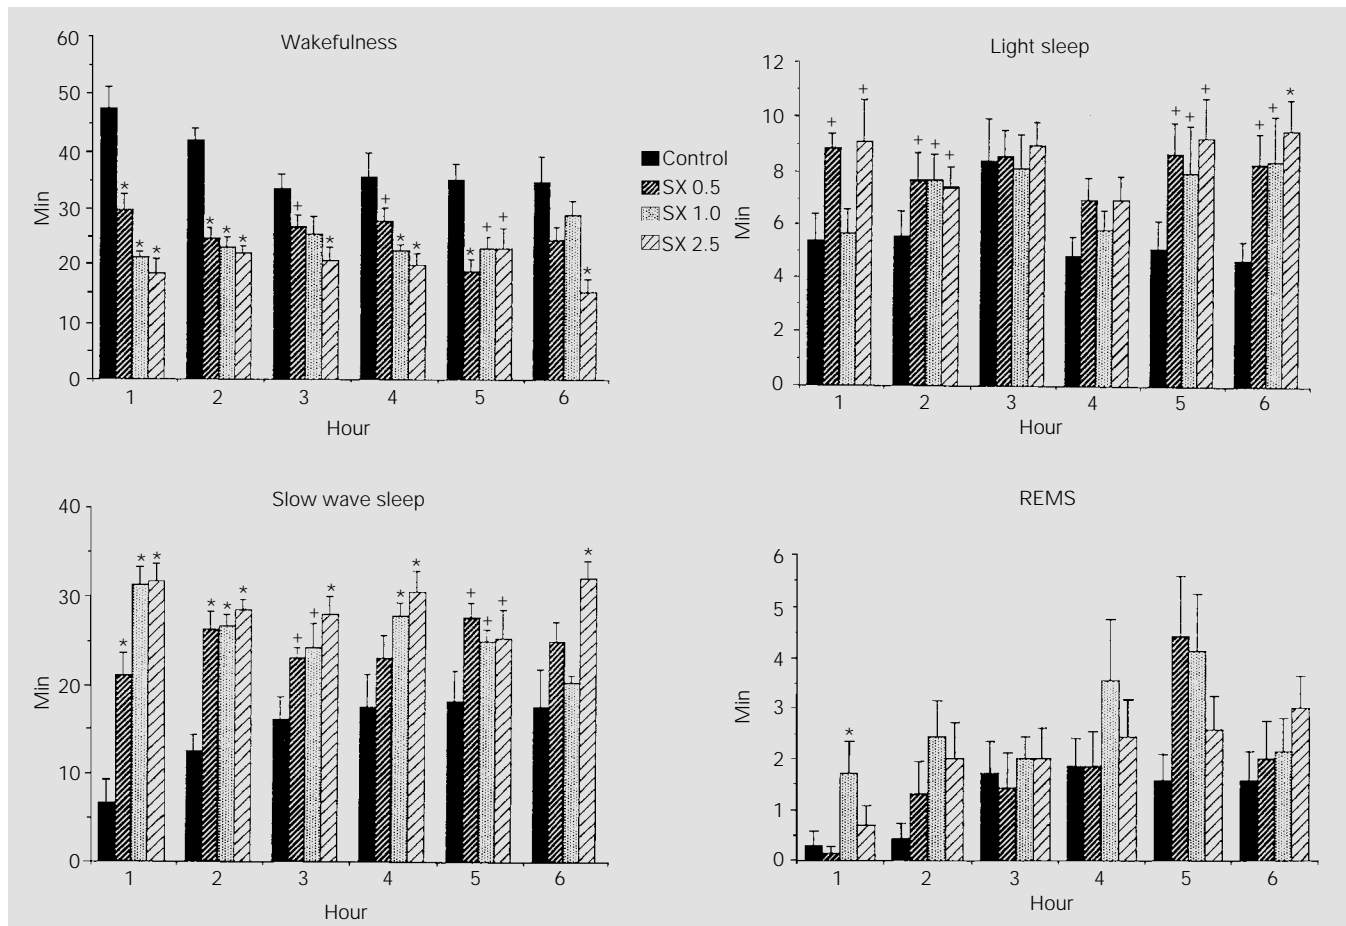 Wakefulness
60
50
40
30
20
10
0
Min
* * *
* * *
+ *
+ * *
* + +
*
1 2 3 4 5 6
Hour
Control
SX 0.5
SX 1.0
SX 2.5
Light sleep
12
10
8
6
4
2
0
Min
+ +
+ + +
+ + +
+ + *
1 2 3 4 5 6
Hour
Slow wave sleep
40
30
20
10
0
Min
* * *
* * *
+ + *
* *
+ + +
*
1 2 3 4 5 6
Hour
REMS
6
5
4
3
2
1
0
Min
*
1 2 3 4 5 6
Hour